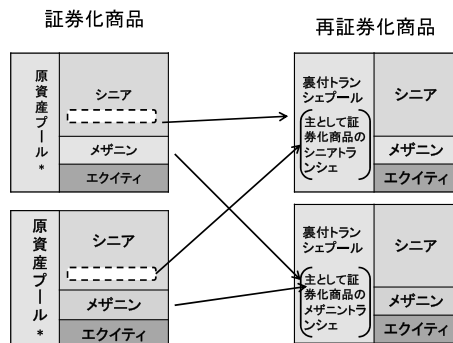 証券化商品
再証券化商品
原資産プール*
シニア
メザニン
エクイティ
裏付トラン
シェプール
主として証
券化商品の
シニアトラ
ンシェ
シニア
メザニン
エクイティ
原資産プール*
シニア
メザニン
エクイティ
裏付トラン
シェプール
主として証
券化商品の
メザニントラ
ンシェ
シニア
メザニン
エクイティ